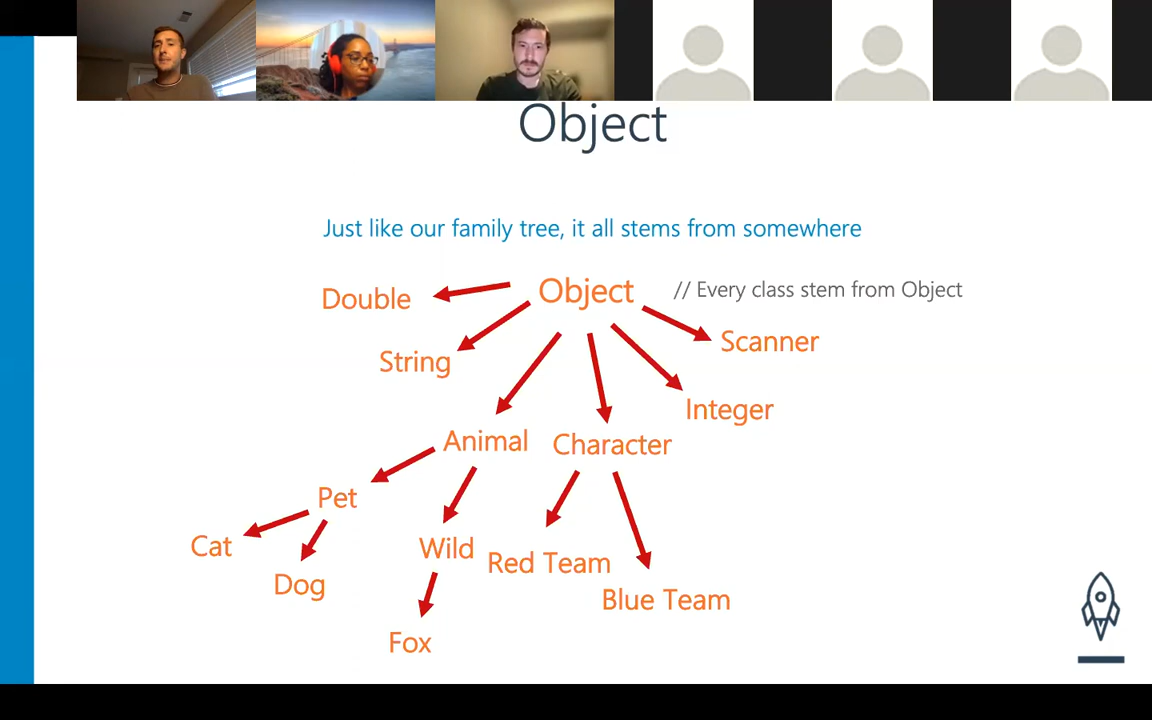 Object
Just like our family tree, it all stems from somewhere
Object
// Every class stem from Object
Double
Scanner
String
Integer
Animal
Character
Pet
Cat
Wild
Red Team
Dog
Blue Team
Fox